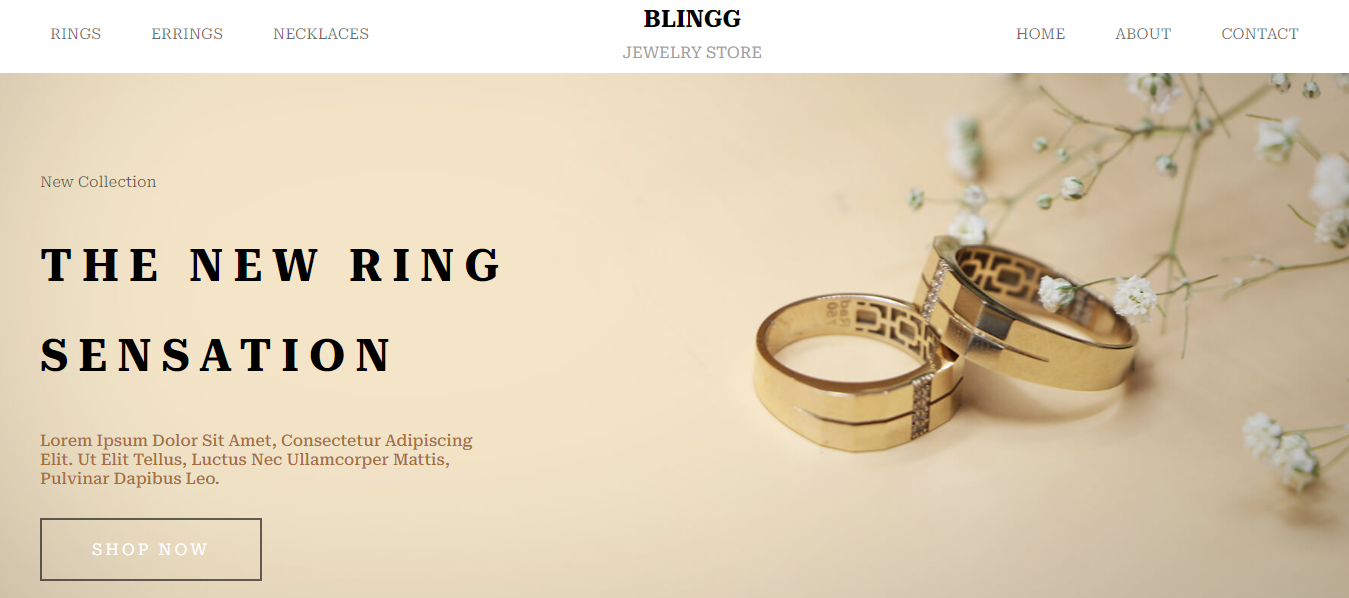 RINGS ERRINGS NECKLACES
BLINGG
JEWELRY STORE
HOME ABOUT CONTACT
New Collection
THE NEW RING
SENSATION
Lorem Ipsum Dolor Sit Amet, Consectetur Adipiscing
Elit. Ut Elit Tellus, Luctus Nec Ullamcorper Mattis,
Pulvinar Dapibus Leo.
SHOP NOW